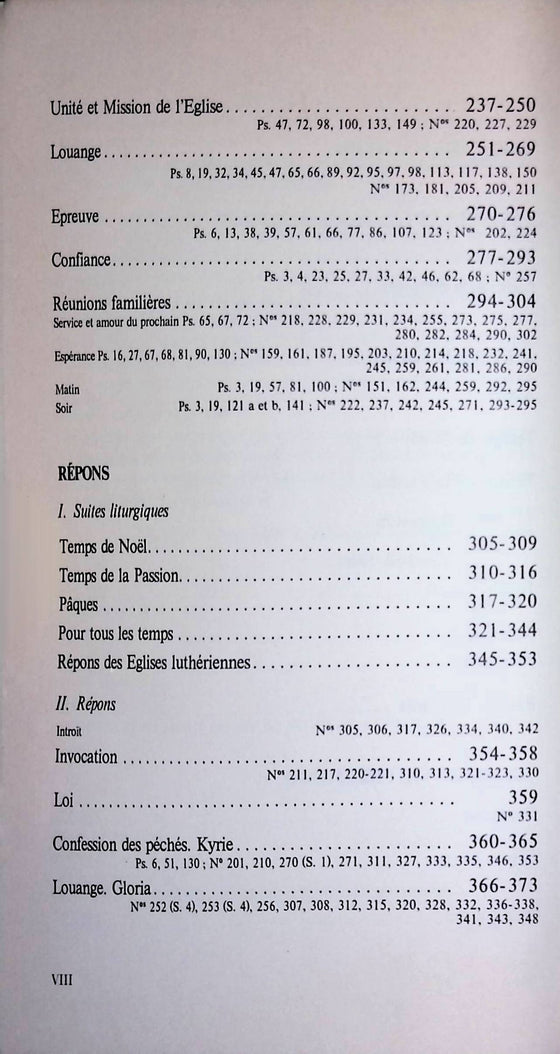 Unité et Mission de l'Eglise . . . . . . . . . . . . . . . . . . . . . . . . . 237-250
Ps. 47, 72, 98, 100, 133, 149 ; Nos 220, 227, 229
Louange . . . . . . . . . . . . . . . . . . . . . . . . . . . . . . . . . . . . . . 251-269
Ps. 8, 19, 32, 34, 45, 47, 65, 66, 89, 92, 95, 97, 98, 113, 117, 138, 150
Nos 173, 181, 205, 209, 211
Epreuve . . . . . . . . . . . . . . . . . . . . . . . . . . . . . . . . . . . . . . 270-276
Ps. 6, 13, 38, 39, 57, 61, 66, 77, 86, 107, 123 ; Nos 202, 224
Confiance . . . . . . . . . . . . . . . . . . . . . . . . . . . . . . . . . . . . . 277-293
Ps. 3, 4, 23, 25, 27, 33, 42, 46, 62, 68 ; No 257
Réunions familières . . . . . . . . . . . . . . . . . . . . . . . . . . . . . . 294-304
Service et amour du prochain Ps. 65, 67, 72 ; Nos 218, 228, 229, 231, 234, 255, 273, 275, 277,
280, 282, 284, 290, 302
Espérance Ps. 16, 27, 67, 68, 81, 90, 130 ; Nos 159, 161, 187, 195, 203, 210, 214, 218, 232, 241,
245, 259, 261, 281, 286, 290
Matin Ps. 3, 19, 57, 81, 100 ; Nos 151, 162, 244, 259, 292, 295
Soir Ps. 3, 19, 121 a et b, 141 ; Nos 222, 237, 242, 245, 271, 293-295
RÉPONS
I. Suites liturgiques
Temps de Noël . . . . . . . . . . . . . . . . . . . . . . . . . . . . . . . . . 305-309
Temps de la Passion . . . . . . . . . . . . . . . . . . . . . . . . . . . . . . 310-316
Pâques . . . . . . . . . . . . . . . . . . . . . . . . . . . . . . . . . . . . . . 317-320
Pour tous les temps . . . . . . . . . . . . . . . . . . . . . . . . . . . . . . 321-344
Répons des Eglises luthériennes . . . . . . . . . . . . . . . . . . . . . . 345-353
II. Répons
Introït Nos 305, 306, 317, 326, 334, 340, 342
Invocation . . . . . . . . . . . . . . . . . . . . . . . . . . . . . . . . . . . . 354-358
Nos 211, 217, 220-221, 310, 313, 321-323, 330
Loi . . . . . . . . . . . . . . . . . . . . . . . . . . . . . . . . . . . . . . . . . 359
No 331
Confession des péchés. Kyrie . . . . . . . . . . . . . . . . . . . . . . . . 360-365
Ps. 6, 51, 130 ; No 201, 210, 270 (S. 1), 271, 311, 327, 333, 335, 346, 353
Louange. Gloria . . . . . . . . . . . . . . . . . . . . . . . . . . . . . . . . . 366-373
Nos 252 (S. 4), 253 (S. 4), 256, 307, 308, 312, 315, 320, 328, 332, 336-338,
341, 343, 348
VIII